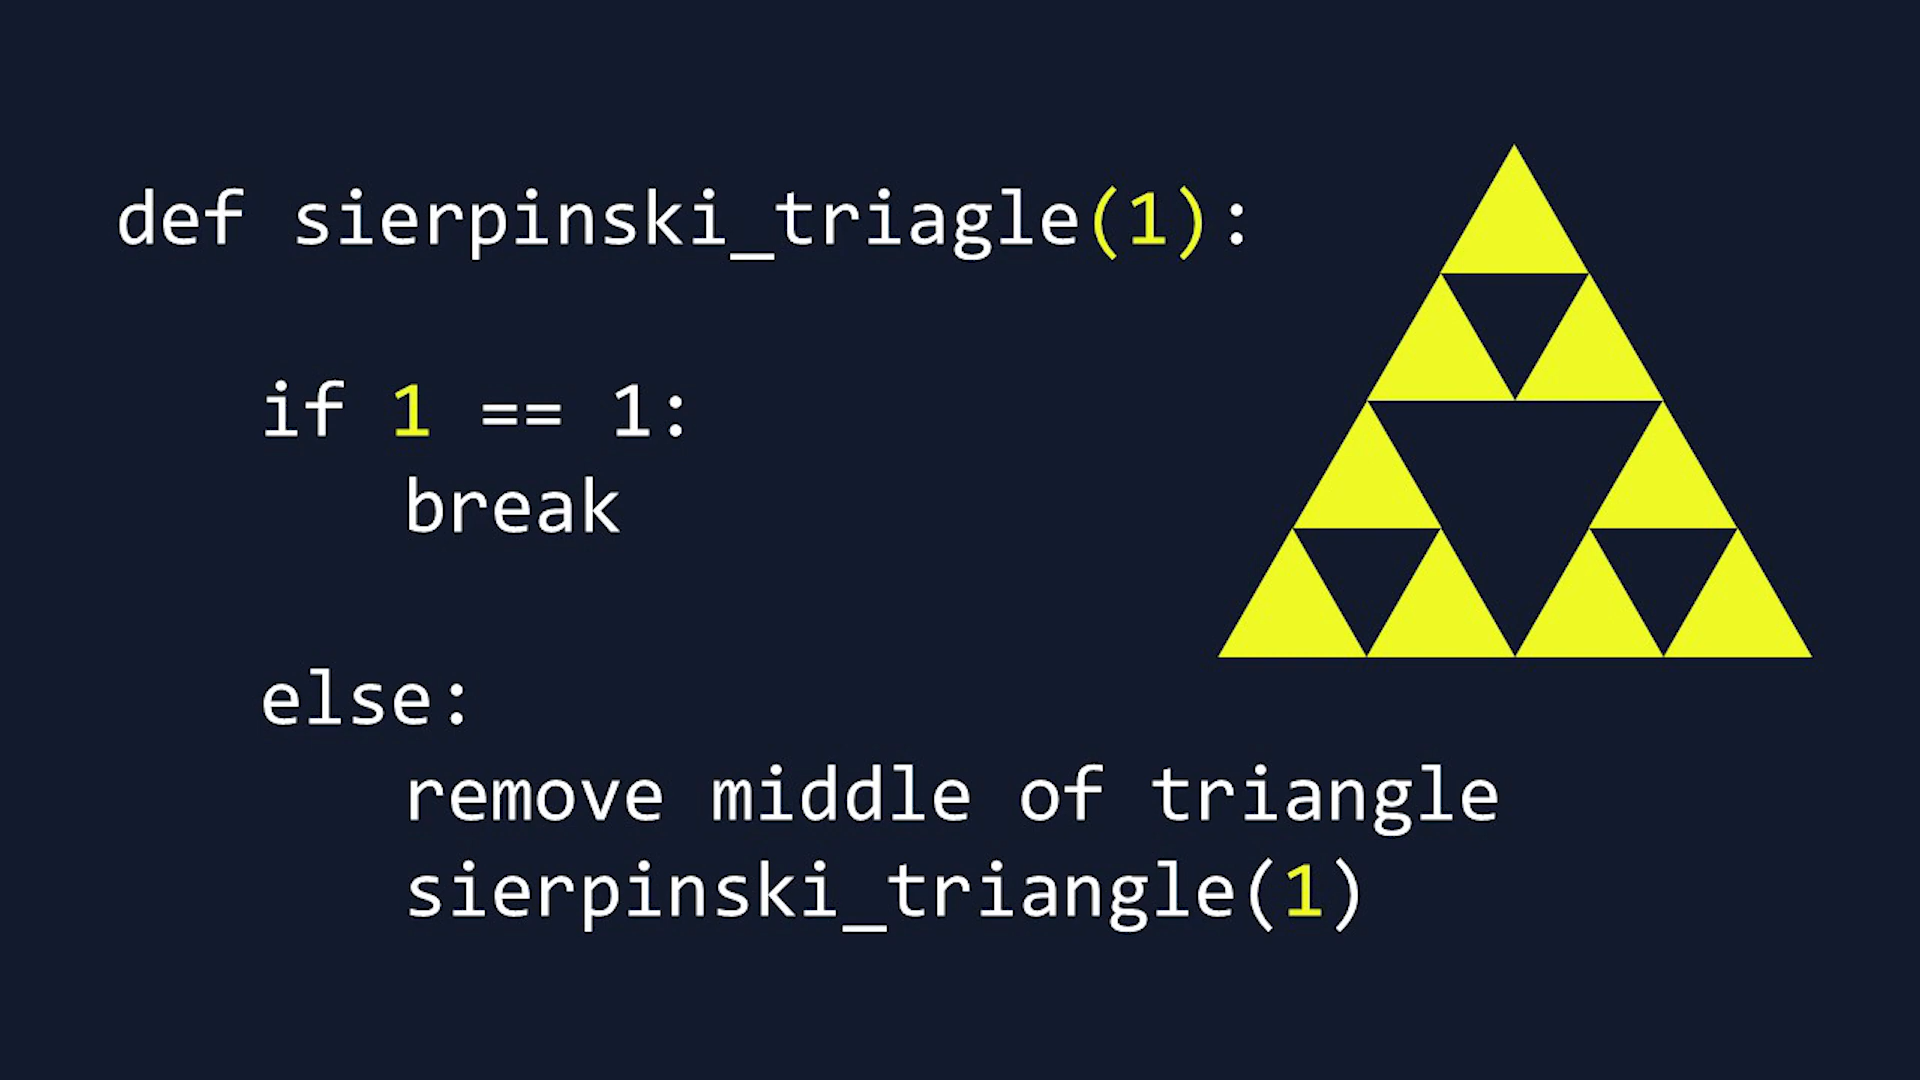 def sierpinski_triagle(1):
if 1 == 1:
break
else:
remove middle of triangle
sierpinski_triangle(1)